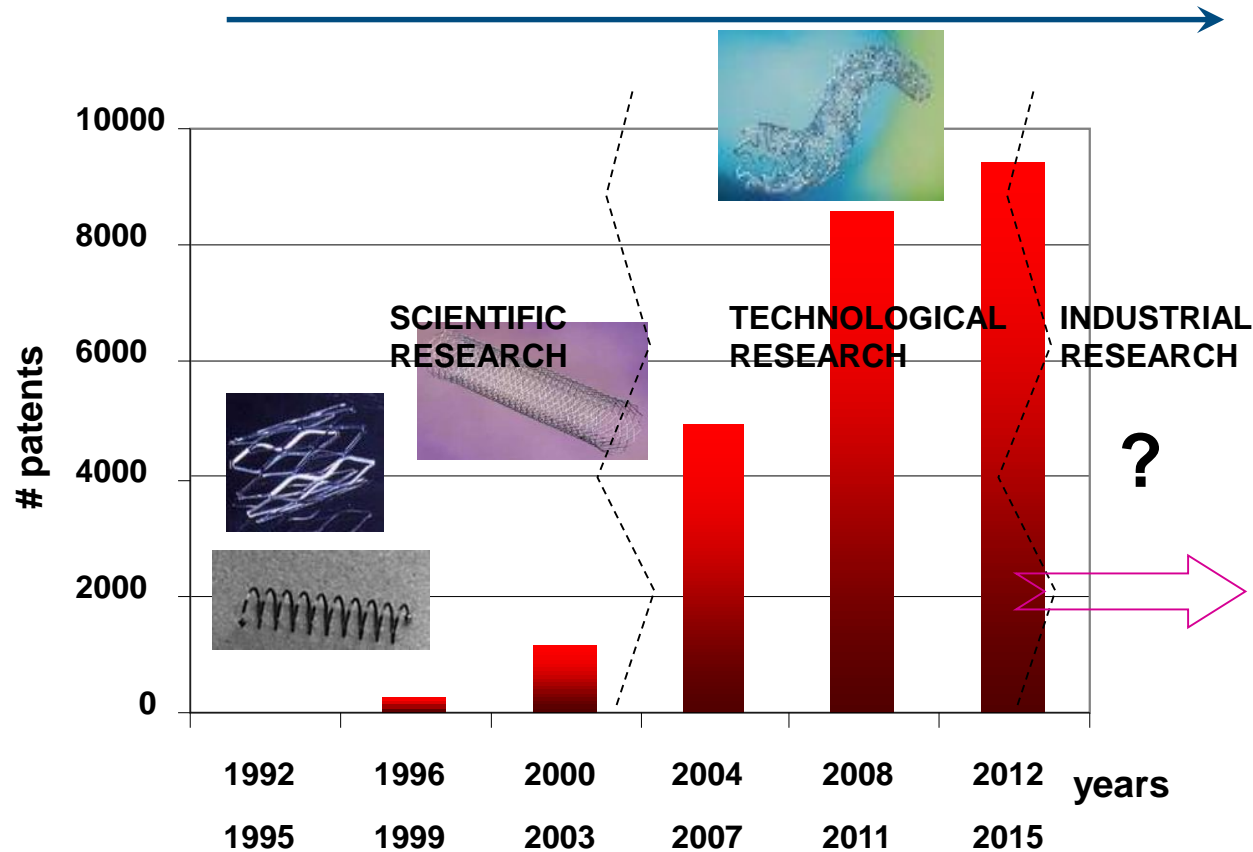 10000
8000
6000
4000
2000
0
# patents
SCIENTIFIC
RESEARCH
TECHNOLOGICAL
RESEARCH
INDUSTRIAL
RESEARCH
?
1992 1996 2000 2004 2008 2012 years
1995 1999 2003 2007 2011 2015